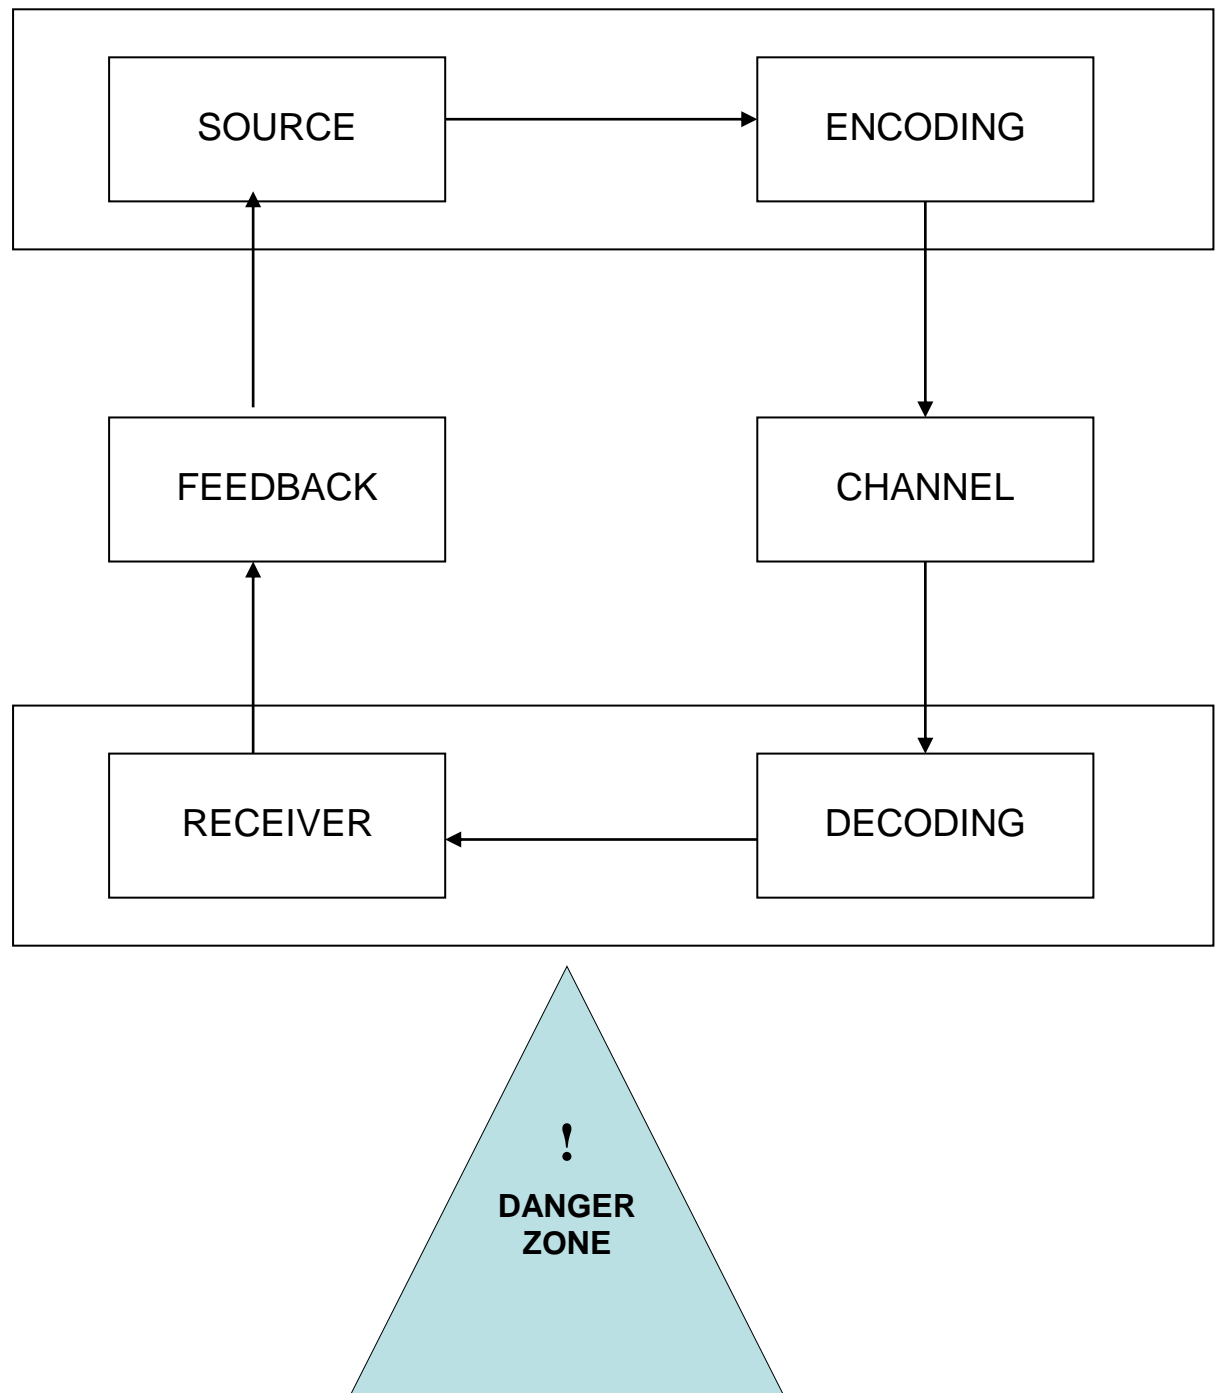 SOURCE
ENCODING
FEEDBACK
CHANNEL
RECEIVER
DECODING
!
DANGER
ZONE